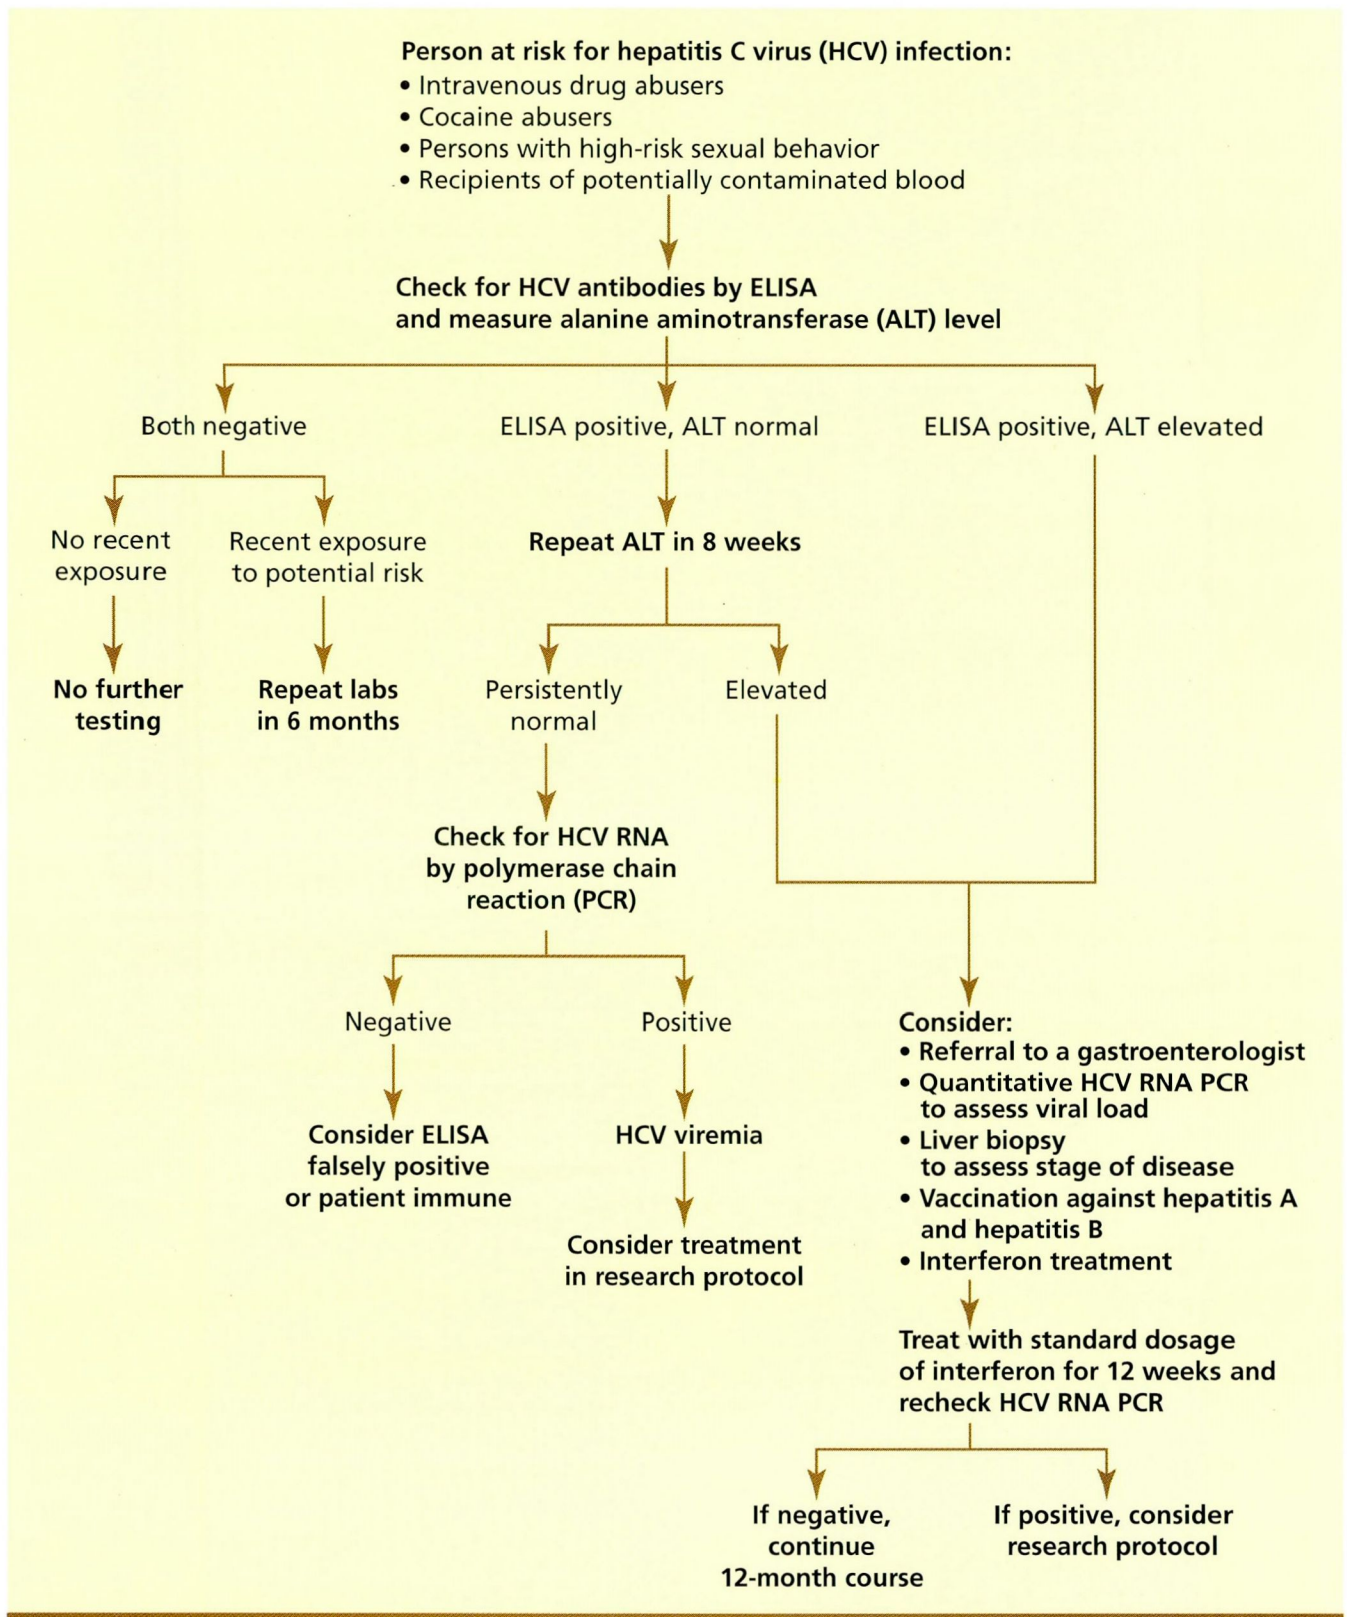 Person at risk for hepatitis C virus (HCV) infection:
• Intravenous drug abusers
• Cocaine abusers
• Persons with high-risk sexual behavior
• Recipients of potentially contaminated blood
Check for HCV antibodies by ELISA
and measure alanine aminotransferase (ALT) level
Both negative
ELISA positive, ALT normal
ELISA positive, ALT elevated
No recent
exposure
Recent exposure
to potential risk
Repeat ALT in 8 weeks
No further
testing
Repeat labs
in 6 months
Persistently
normal
Elevated
Check for HCV RNA
by polymerase chain
reaction (PCR)
Negative
Positive
Consider ELISA
falsely positive
or patient immune
HCV viremia
Consider treatment
in research protocol
Consider:
• Referral to a gastroenterologist
• Quantitative HCV RNA PCR
to assess viral load
• Liver biopsy
to assess stage of disease
• Vaccination against hepatitis A
and hepatitis B
• Interferon treatment
Treat with standard dosage
of interferon for 12 weeks and
recheck HCV RNA PCR
If negative,
continue
12-month course
If positive, consider
research protocol